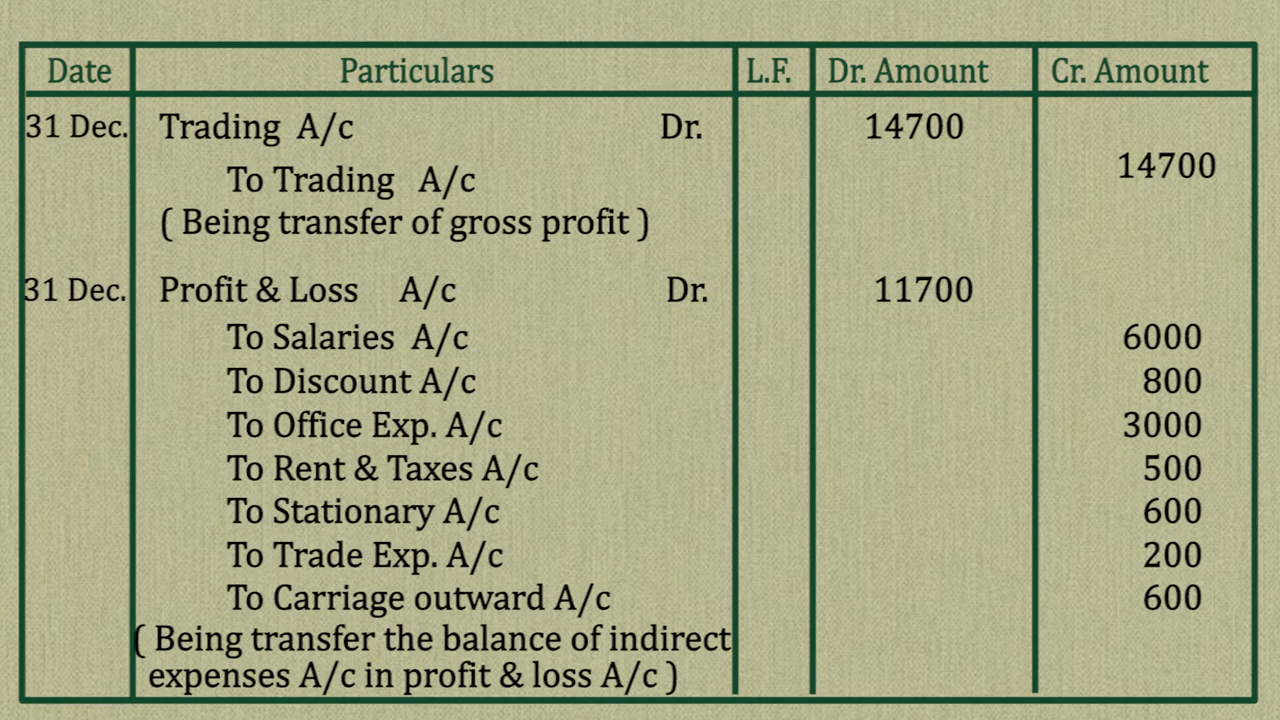 Date Particulars L.F. Dr. Amount Cr. Amount
31 Dec. Trading A/c Dr. 14700
To Trading A/c 14700
( Being transfer of gross profit )
31 Dec. Profit & Loss A/c Dr. 11700
To Salaries A/c 6000
To Discount A/c 800
To Office Exp. A/c 3000
To Rent & Taxes A/c 500
To Stationary A/c 600
To Trade Exp. A/c 200
To Carriage outward A/c 600
( Being transfer the balance of indirect
expenses A/c in profit & loss A/c )